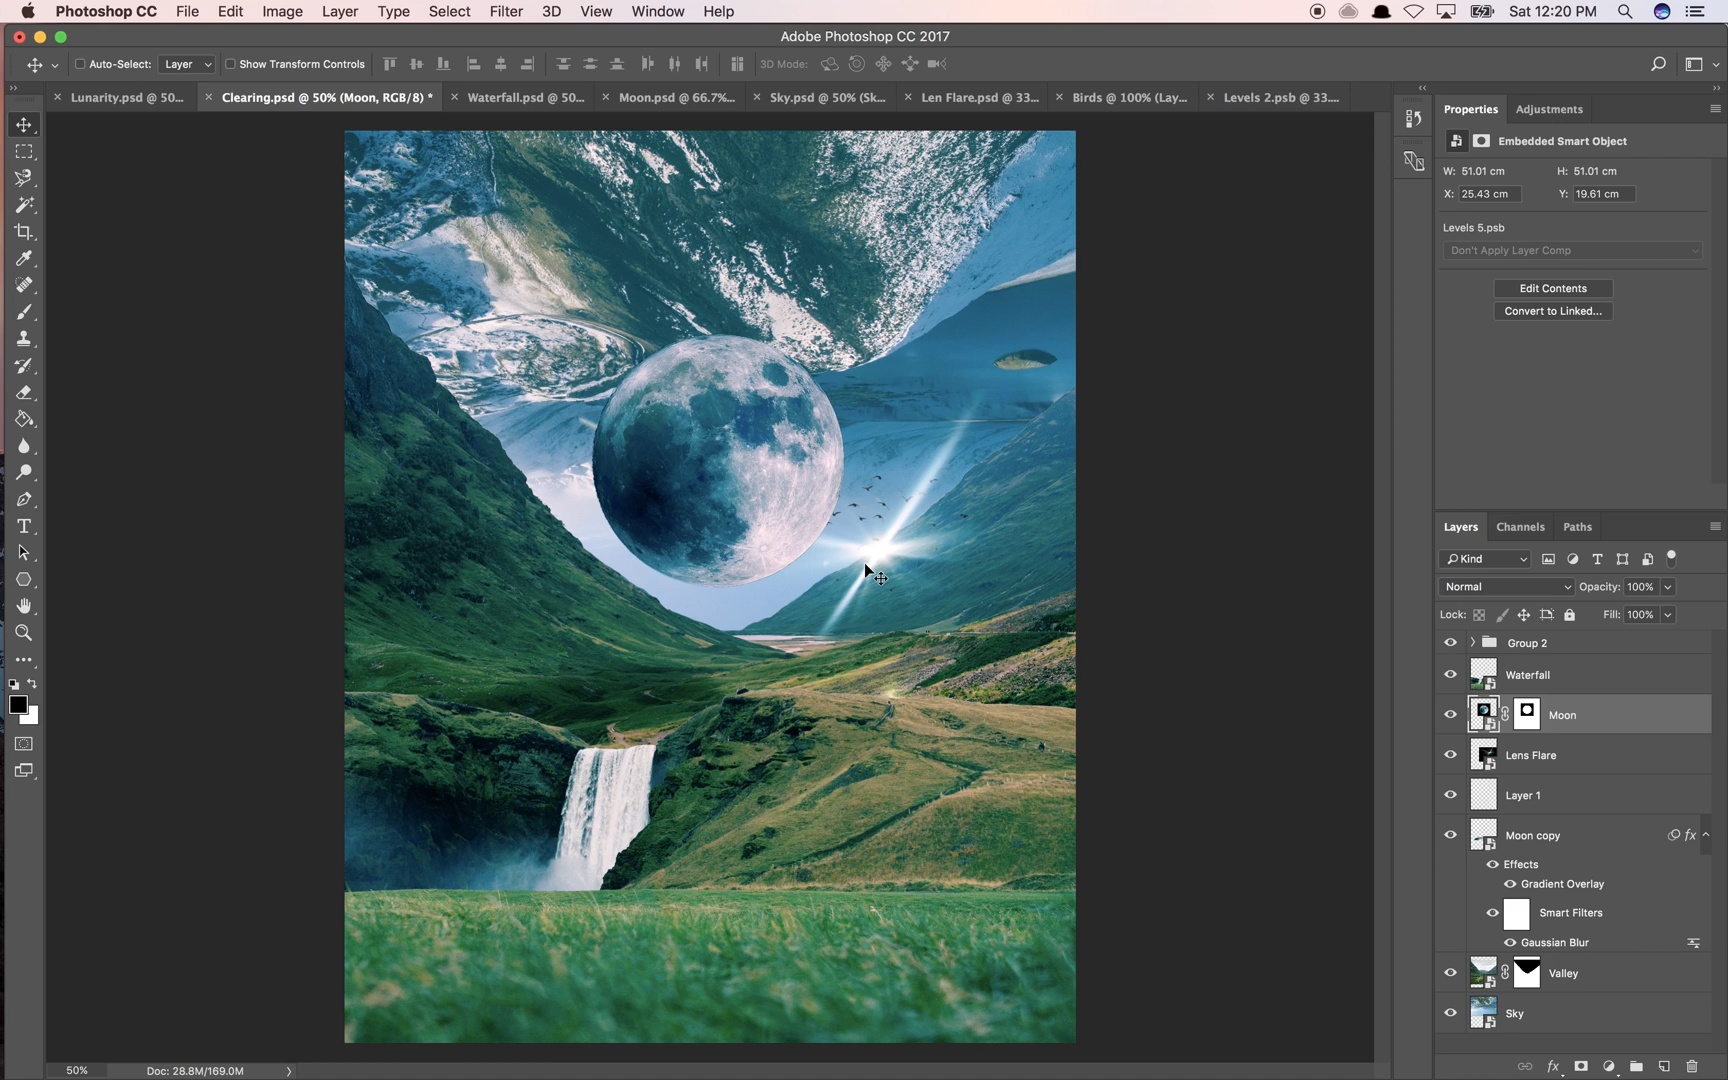 Photoshop CC File Edit Image Layer Type Select Filter 3D View Window Help Sat 12:20 PM
Adobe Photoshop CC 2017
Auto-Select: Layer Show Transform Controls 3D Mode:
Lunarity.psd @ 50... Clearing.psd @ 50% (Moon, RGB/8) * Waterfall.psd @ 50... Moon.psd @ 66.7%... Sky.psd @ 50% (Sk... Len Flare.psd @ 33... Birds @ 100% (Lay... Levels 2.psb @ 33....
Properties Adjustments
Embedded Smart Object
W: 51.01 cm H: 51.01 cm
X: 25.43 cm Y: 19.61 cm
Levels 5.psb
Don't Apply Layer Comp
Edit Contents
Convert to Linked...
Layers Channels Paths
Kind
Normal Opacity: 100%
Lock: Fill: 100%
Group 2
Waterfall
Moon
Lens Flare
Layer 1
Moon copy fx
Effects
Gradient Overlay
Smart Filters
Gaussian Blur
Valley
Sky
50% Doc: 28.8M/169.0M
fx